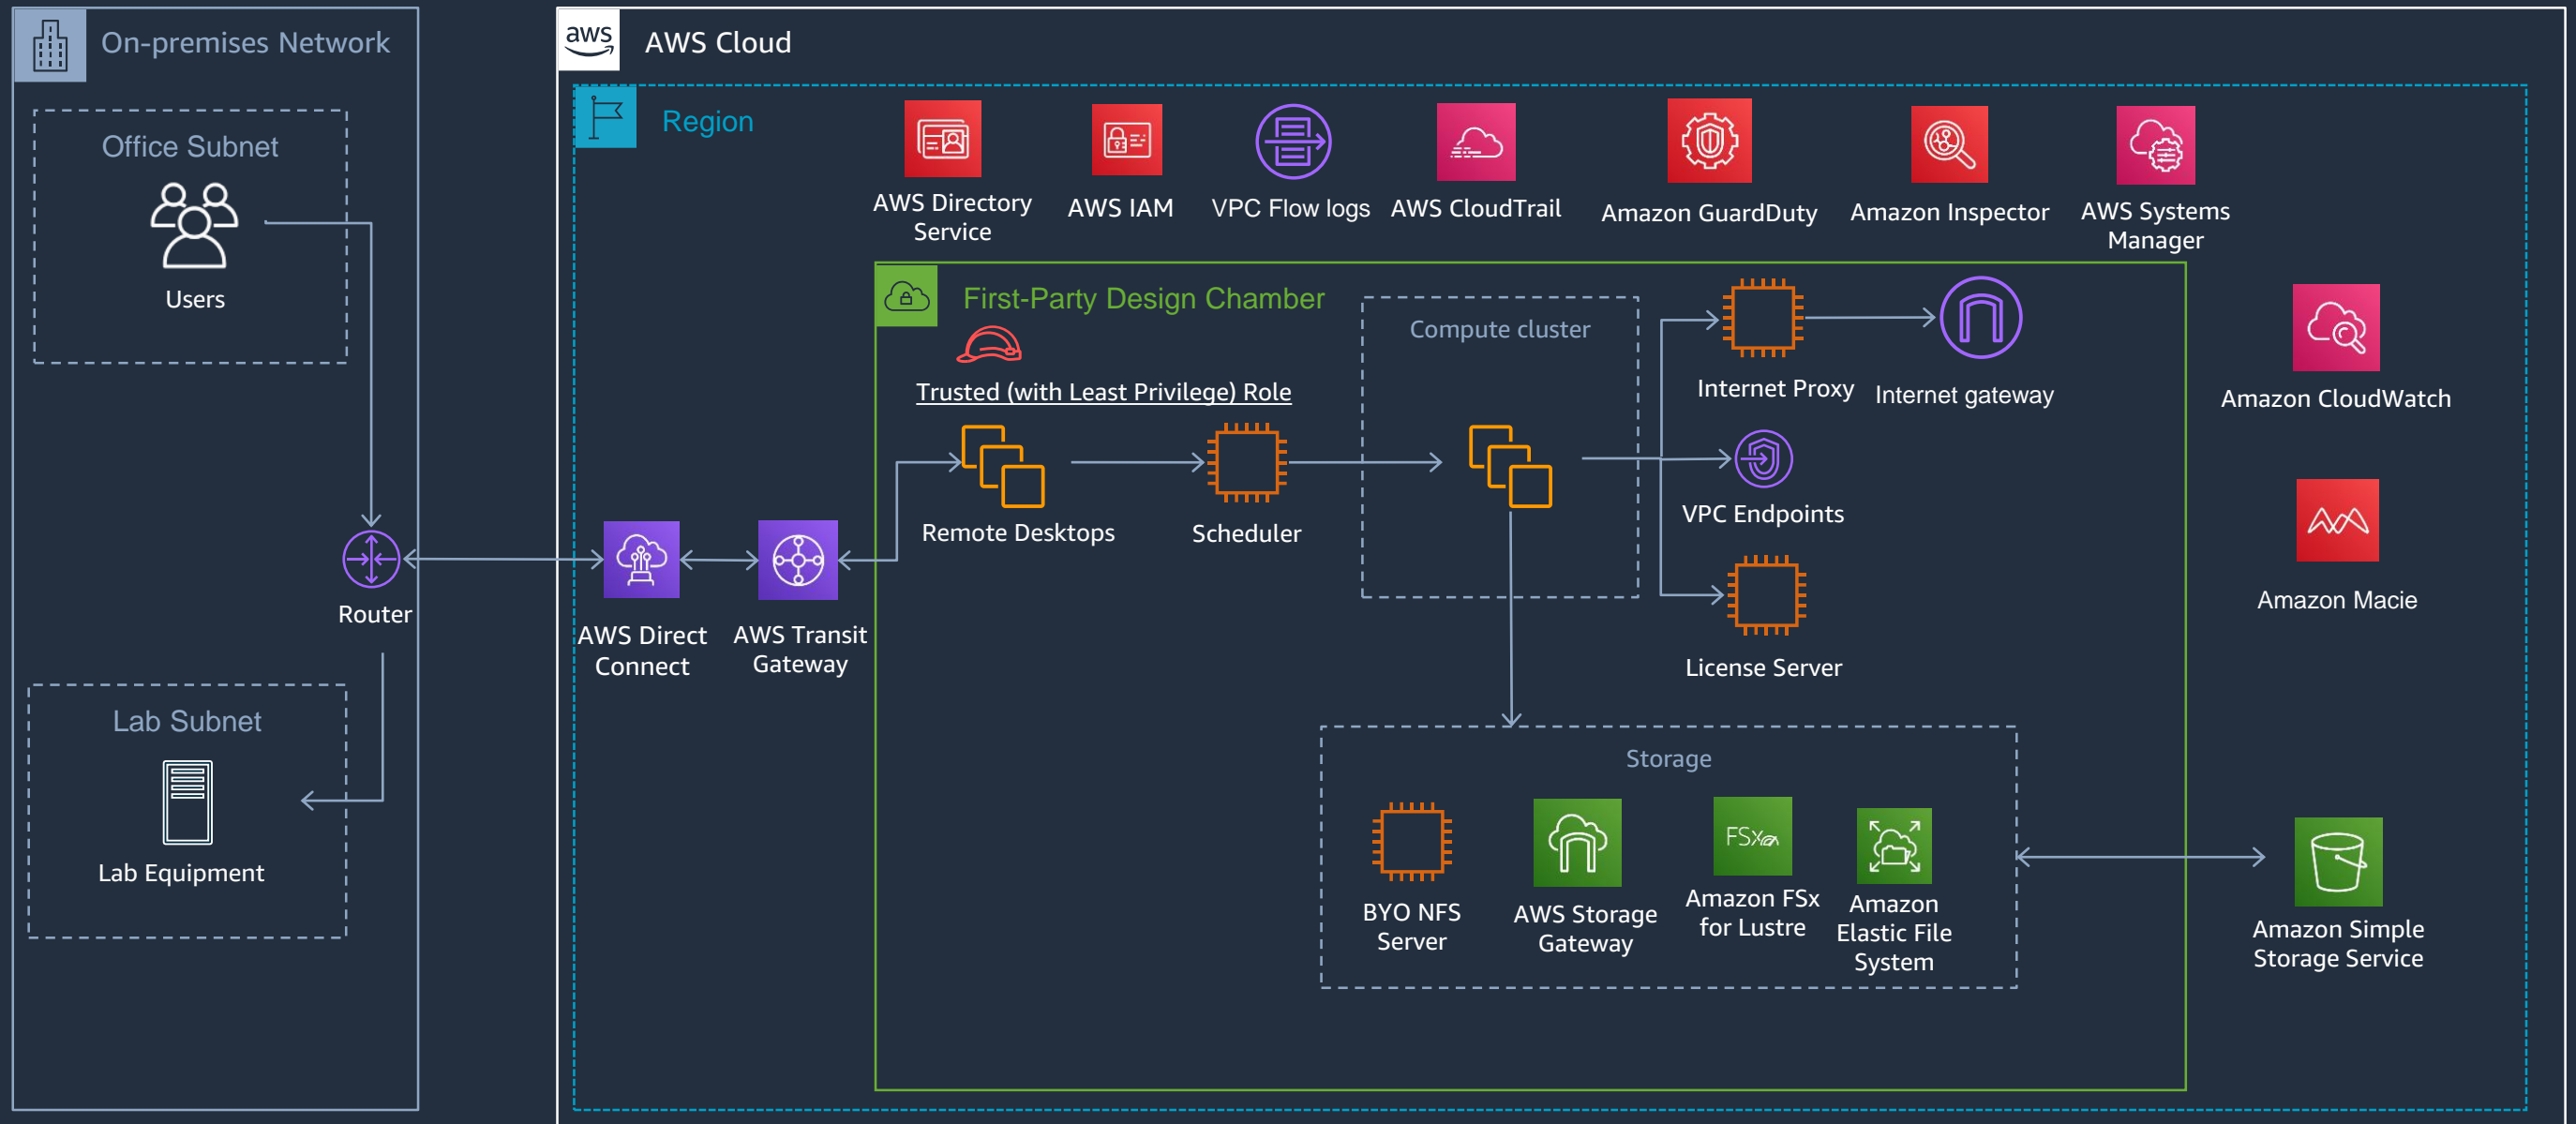 On-premises Network
aws
AWS Cloud
Region
Office Subnet
Users
Router
Lab Subnet
Lab Equipment
AWS Directory
Service
AWS IAM
VPC Flow logs
AWS CloudTrail
Amazon GuardDuty
Amazon Inspector
AWS Systems
Manager
First-Party Design Chamber
Trusted (with Least Privilege) Role
Compute cluster
Internet Proxy
Internet gateway
Amazon CloudWatch
Remote Desktops
Scheduler
VPC Endpoints
AWS Direct
Connect
AWS Transit
Gateway
License Server
Amazon Macie
Storage
BYO NFS
Server
AWS Storage
Gateway
FSx
Amazon FSx
for Lustre
Amazon
Elastic File
System
Amazon Simple
Storage Service